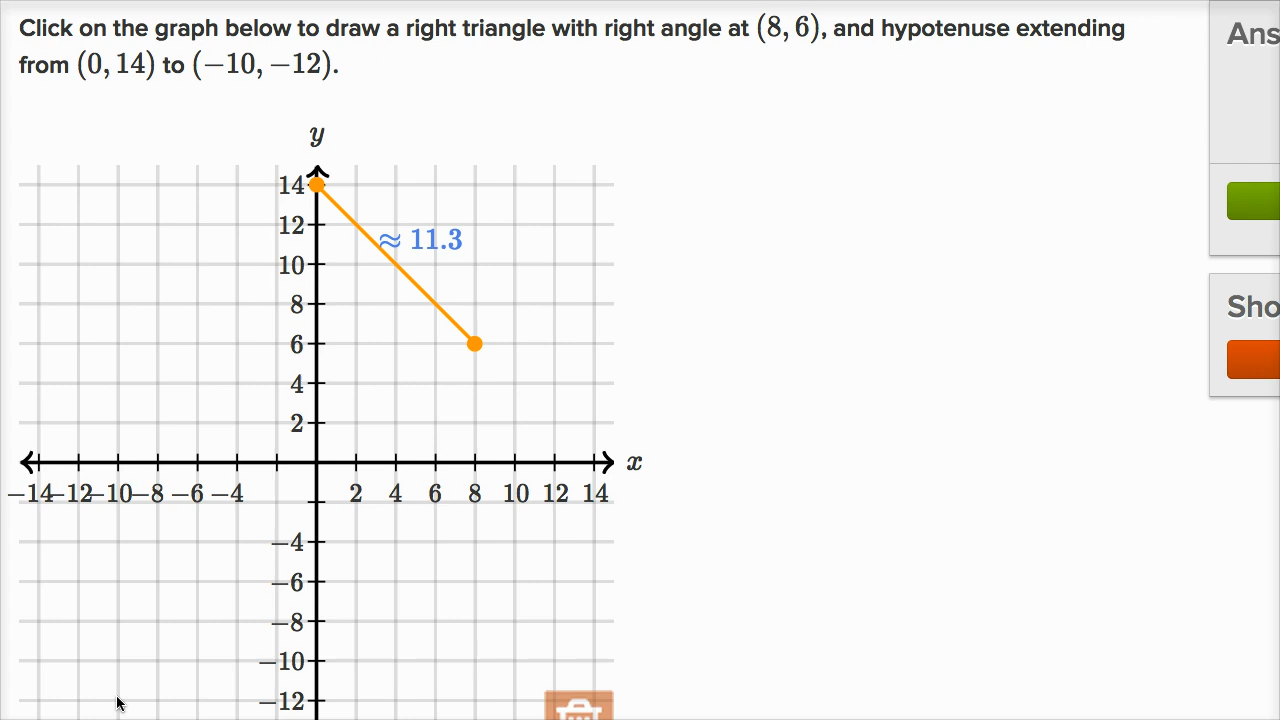 Click on the graph below to draw a right triangle with right angle at (8, 6), and hypotenuse extending
from (0, 14) to (−10, −12).
Ans
y
14
12
≈ 11.3
10
8
Sho
6
4
2
x
−14 −12 −10 −8 −6 −4 2 4 6 8 10 12 14
−4
−6
−8
−10
−12